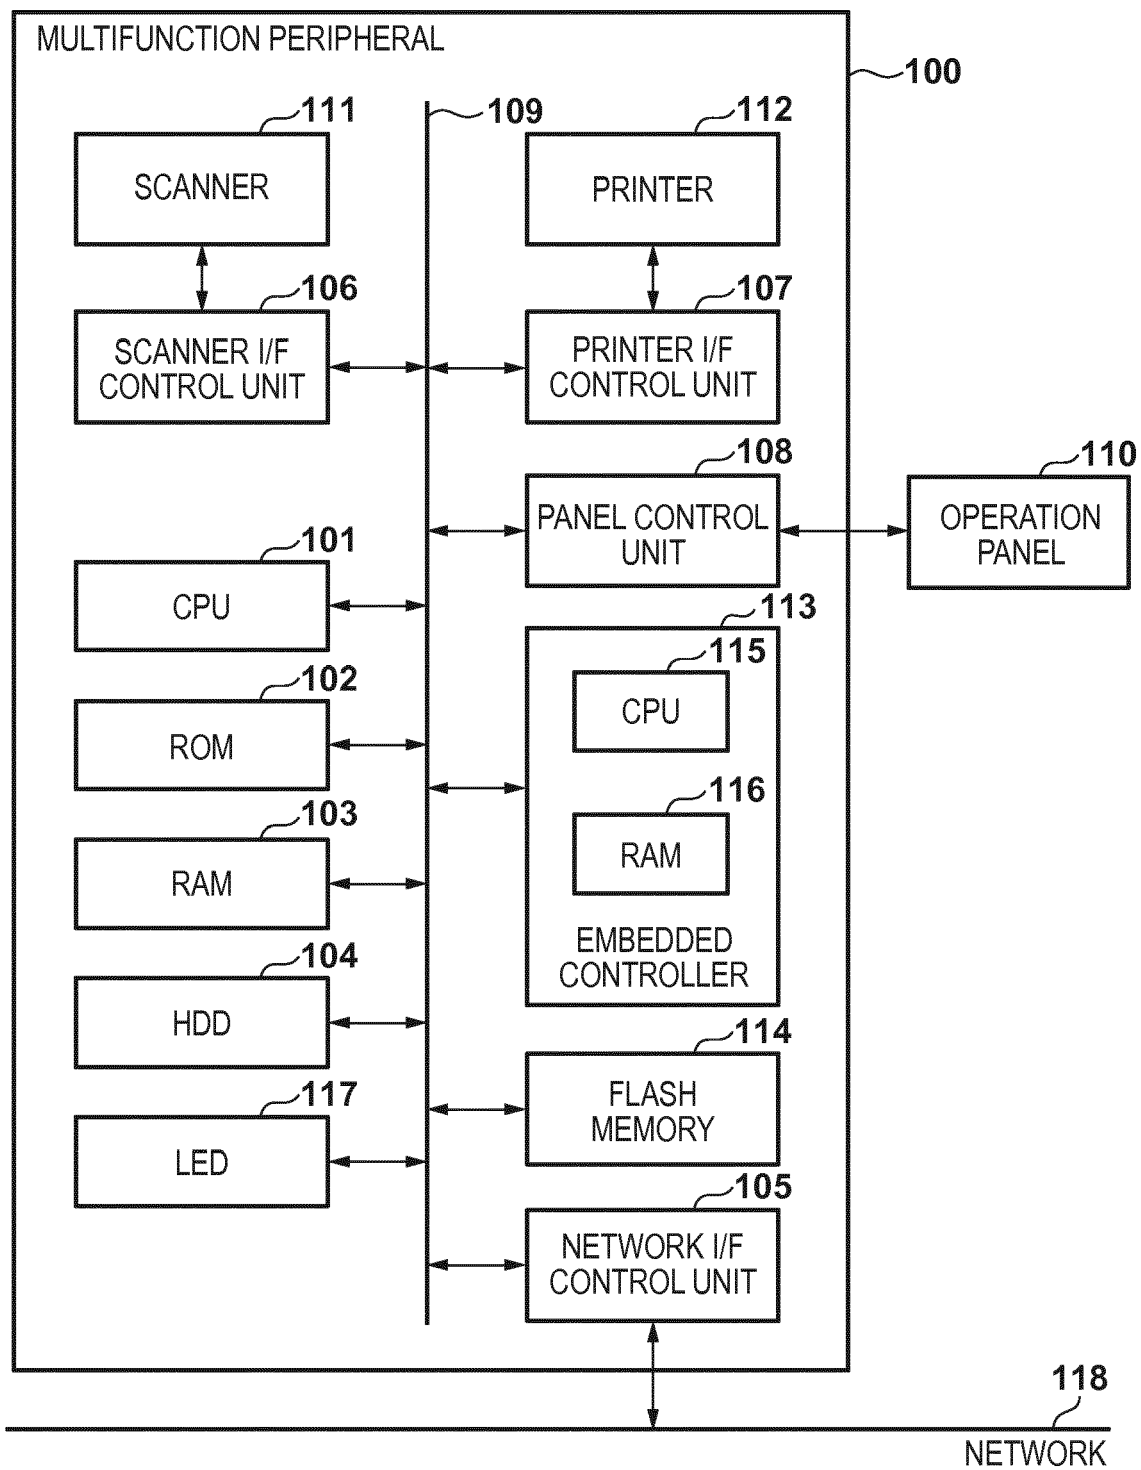 MULTIFUNCTION PERIPHERAL
100
111
109
112
SCANNER
PRINTER
106
107
SCANNER I/F
CONTROL UNIT
PRINTER I/F
CONTROL UNIT
108
110
PANEL CONTROL
UNIT
OPERATION
PANEL
101
CPU
113
115
CPU
102
ROM
116
RAM
103
RAM
EMBEDDED
CONTROLLER
104
HDD
114
FLASH
MEMORY
117
LED
105
NETWORK I/F
CONTROL UNIT
118
NETWORK